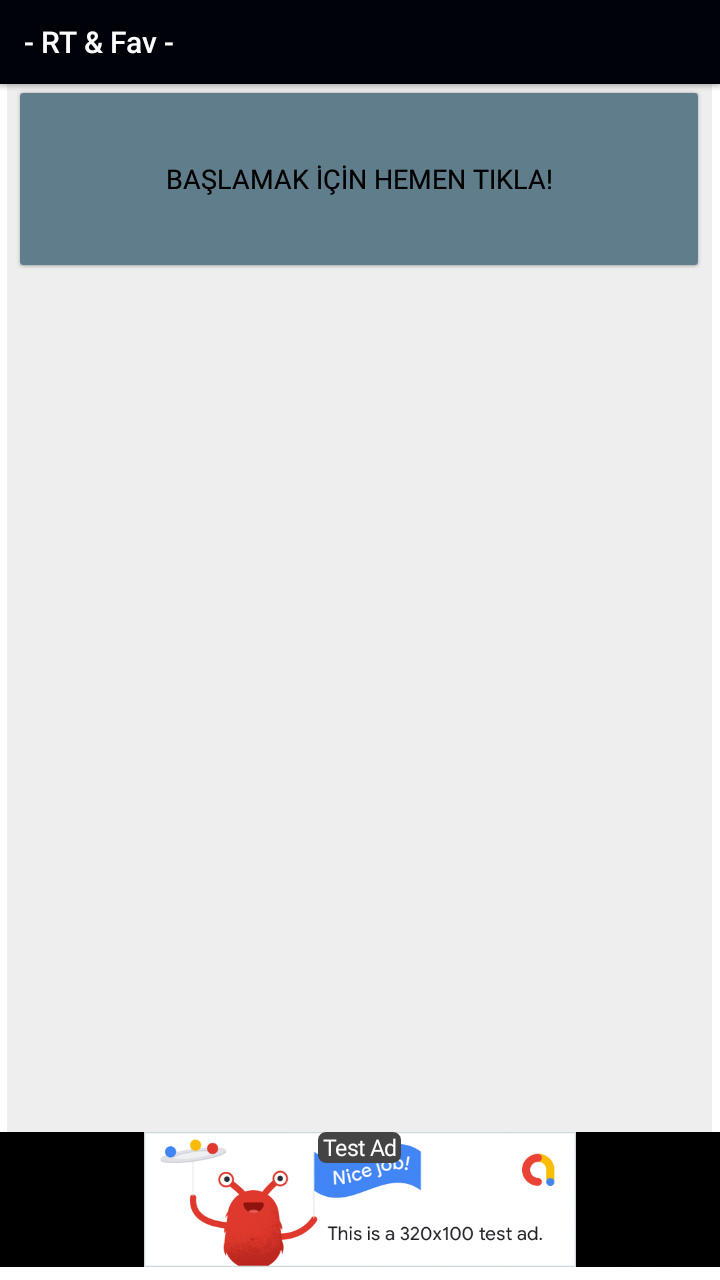 - RT & Fav -
BAŞLAMAK İÇİN HEMEN TIKLA!
Test Ad
Nice job!
This is a 320x100 test ad.